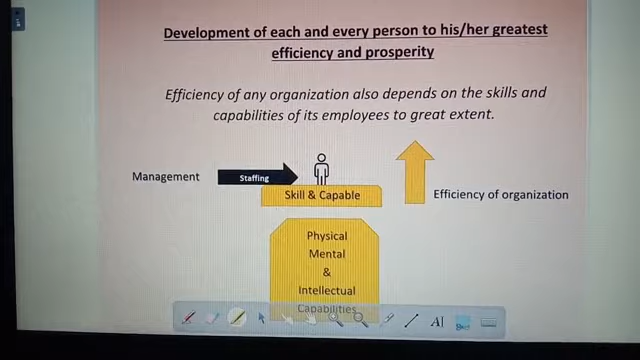 Development of each and every person to his/her greatest
efficiency and prosperity
Efficiency of any organization also depends on the skills and
capabilities of its employees to great extent.
Management
Staffing
Skill & Capable
Efficiency of organization
Physical
Mental
&
Intellectual
Capabilities
A